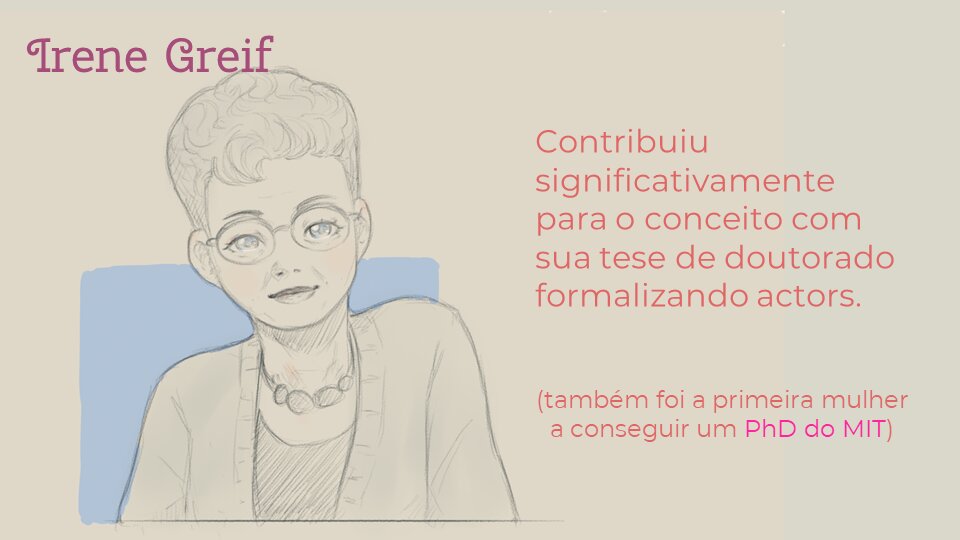 Irene Greif
Contribuiu
significativamente
para o conceito com
sua tese de doutorado
formalizando actors.
(também foi a primeira mulher
a conseguir um PhD do MIT)